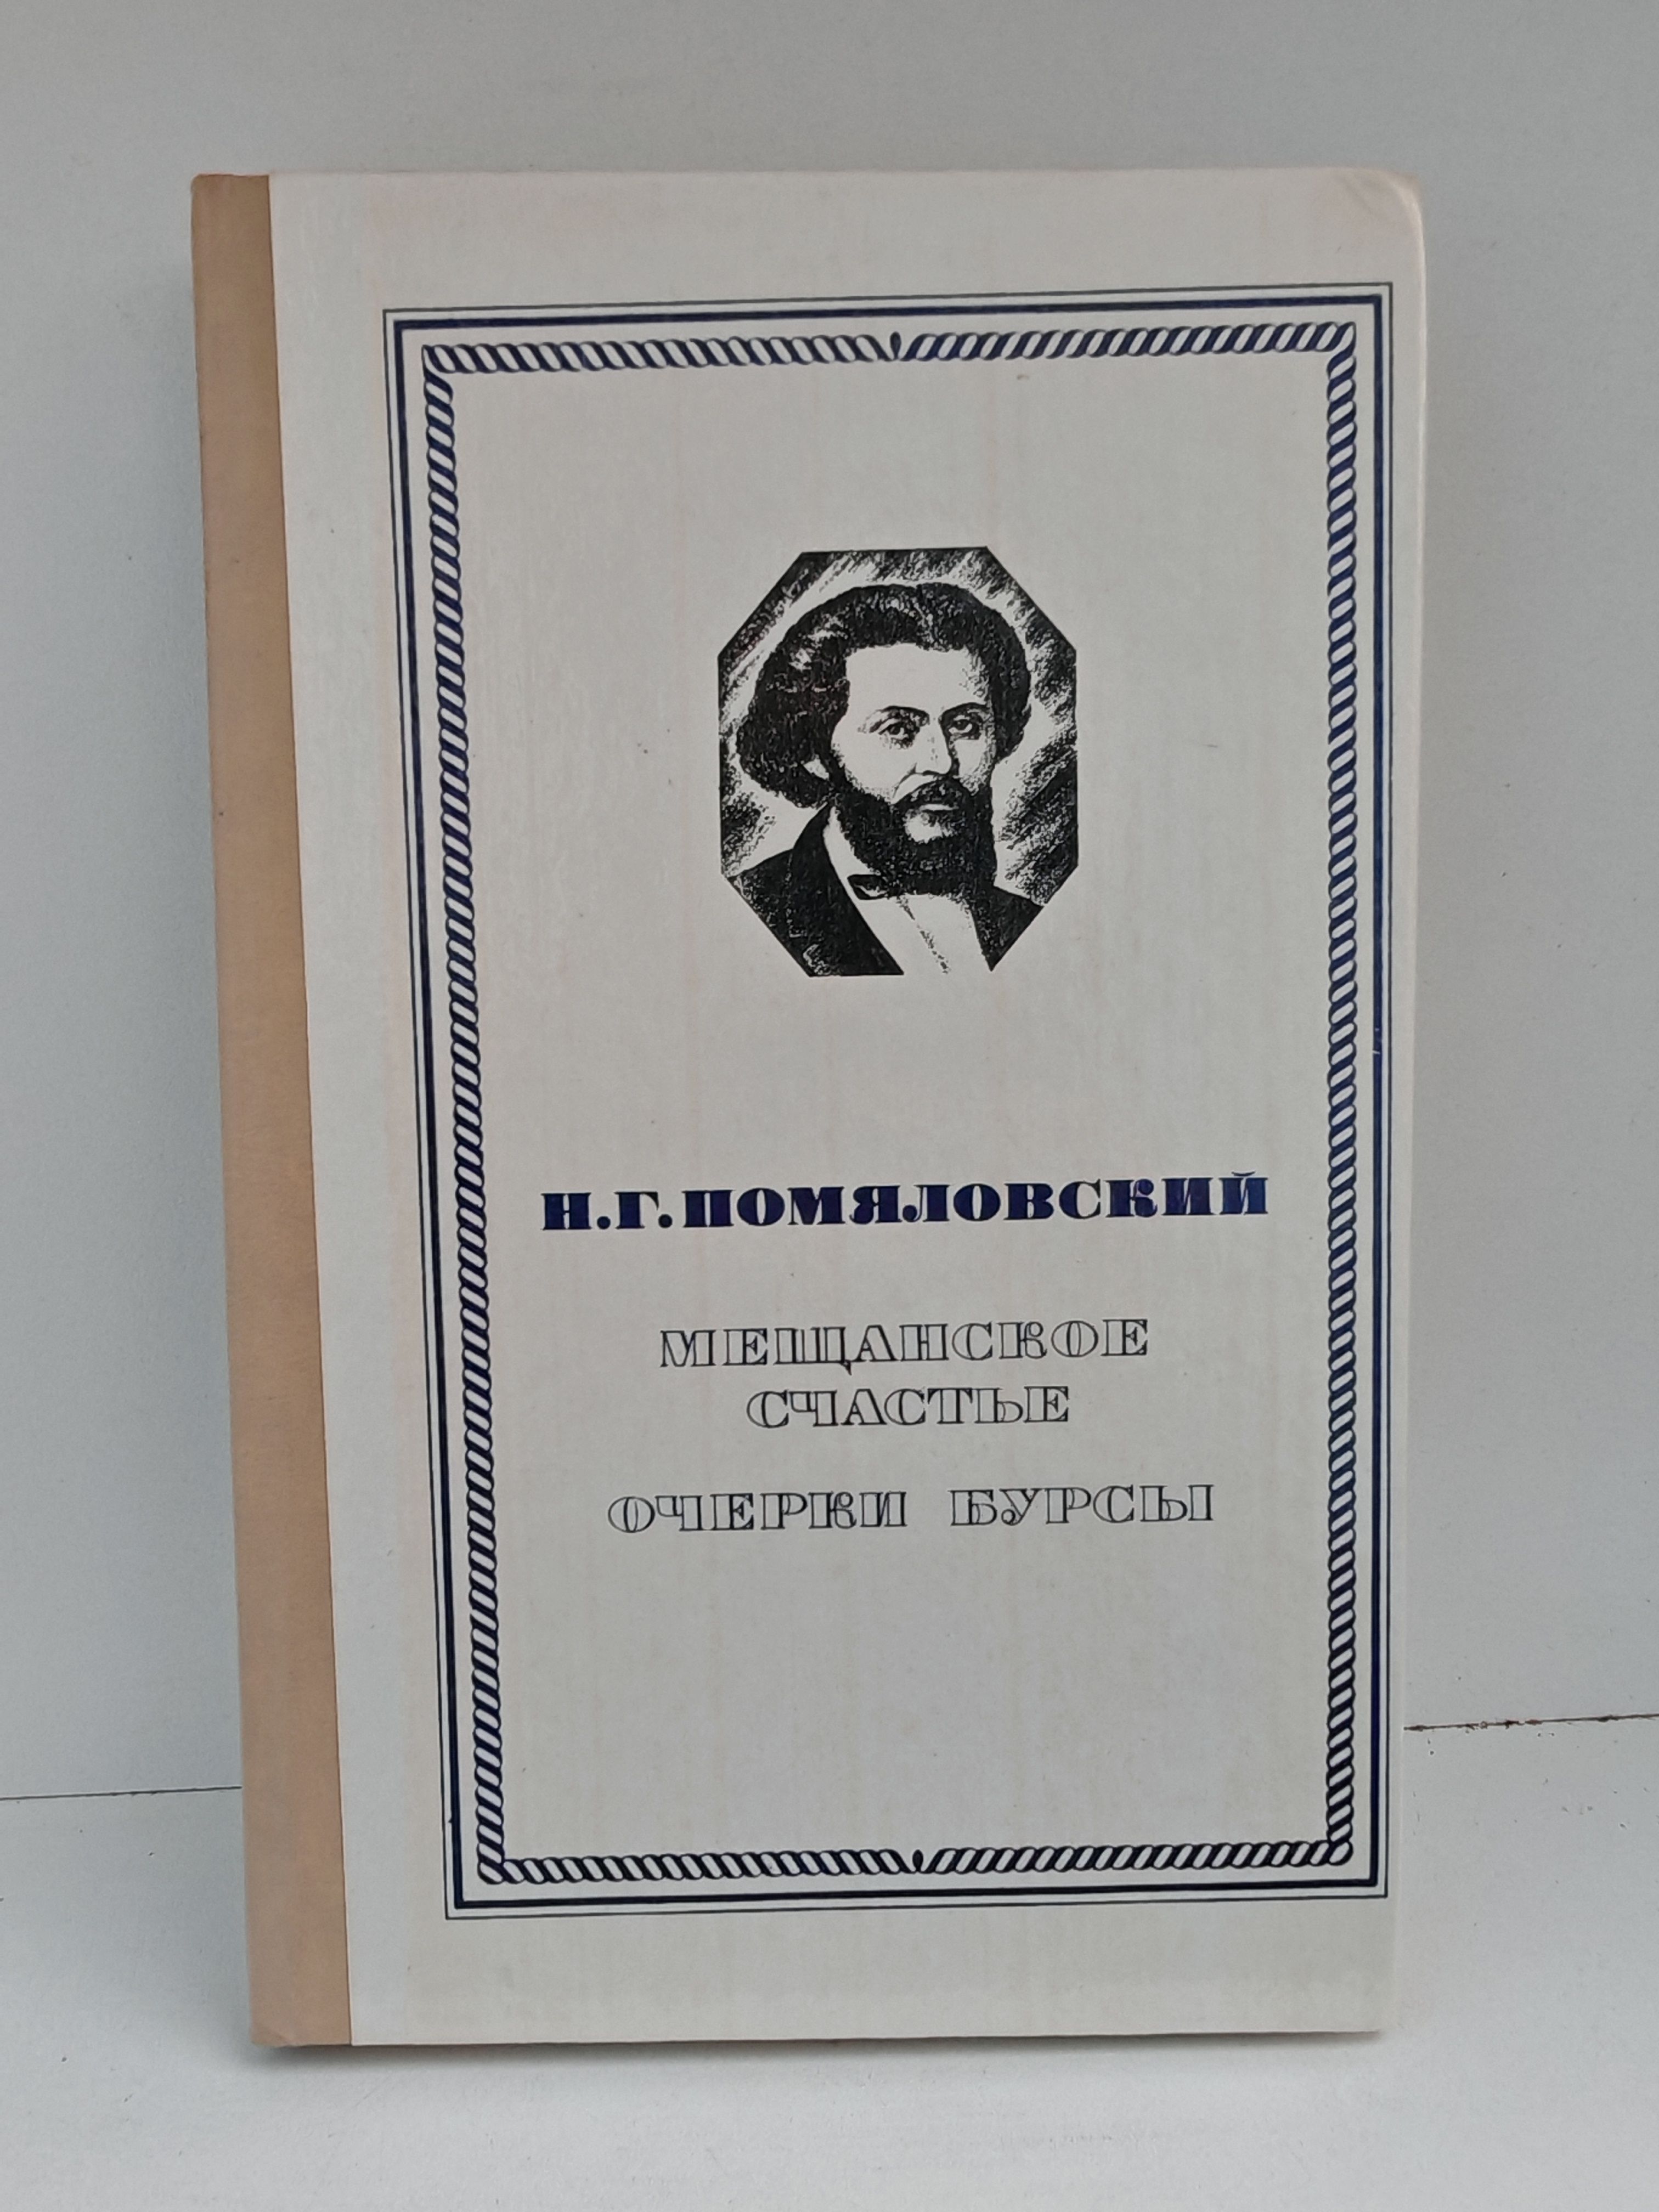 Н.Г.ПОМЯЛОВСКИЙ
МЕЩАНСКОЕ
СЧАСТЬЕ
ОЧЕРКИ БУРСЫ